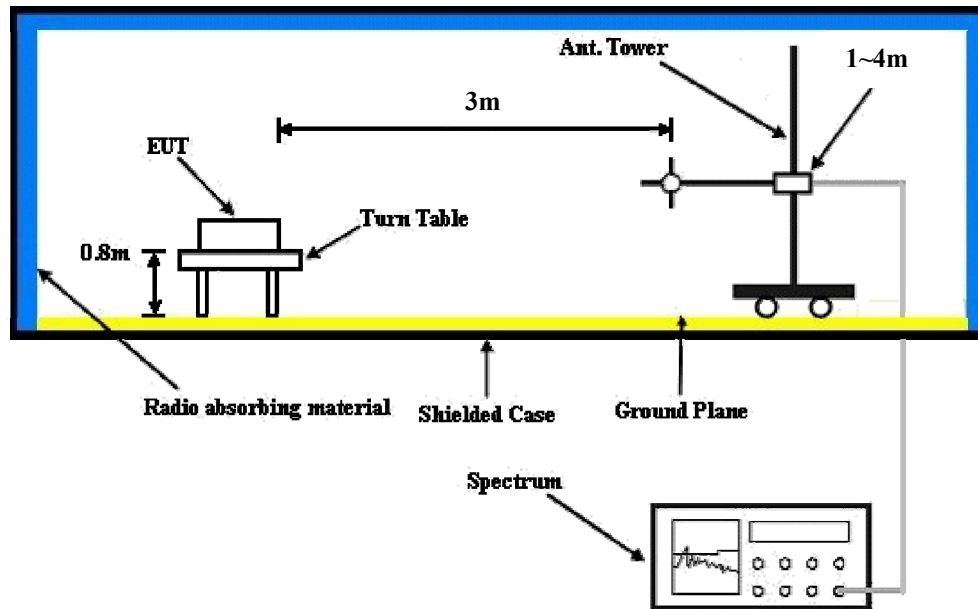 Ant. Tower
1~4m
3m
EUT
Turn Table
0.8m
Radio absorbing material
Shielded Case
Ground Plane
Spectrum